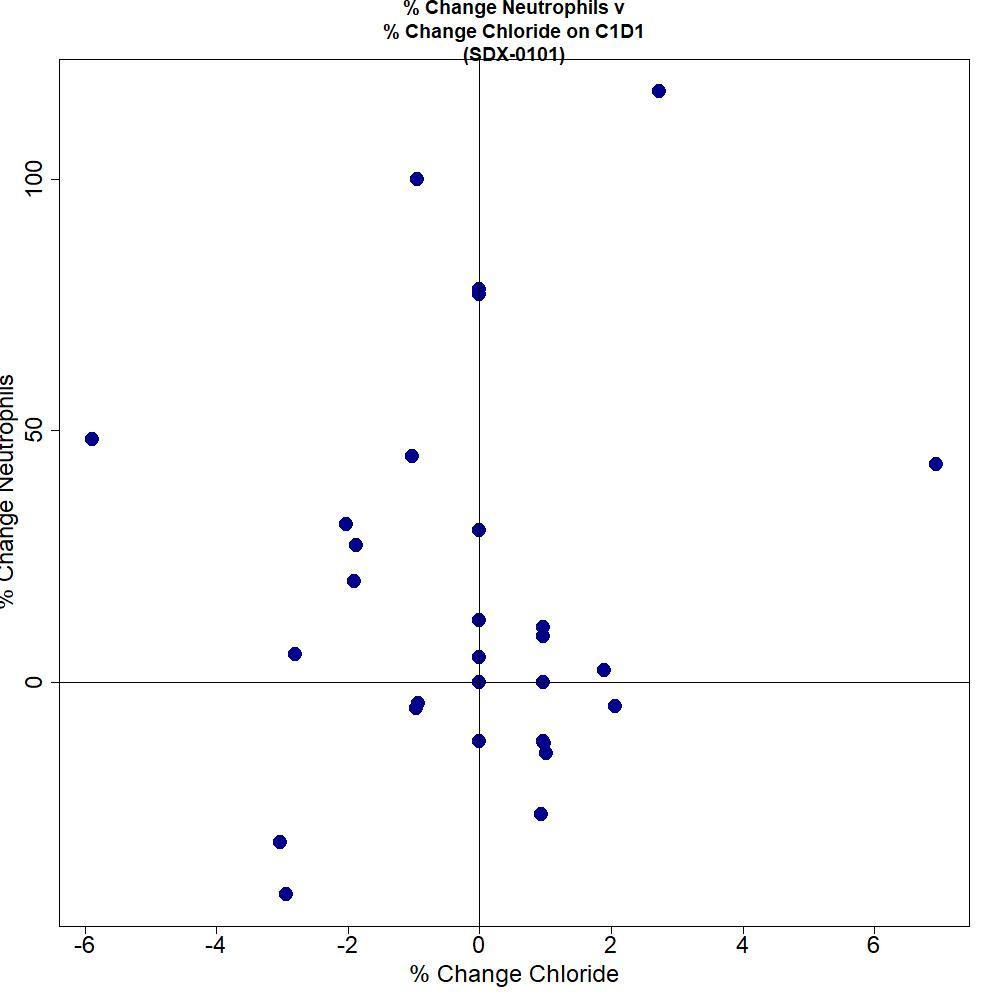 % Change Neutrophils v
% Change Chloride on C1D1
(SDX-0101)
100
50
0
% Change Neutrophils
-6 -4 -2 0 2 4 6
% Change Chloride